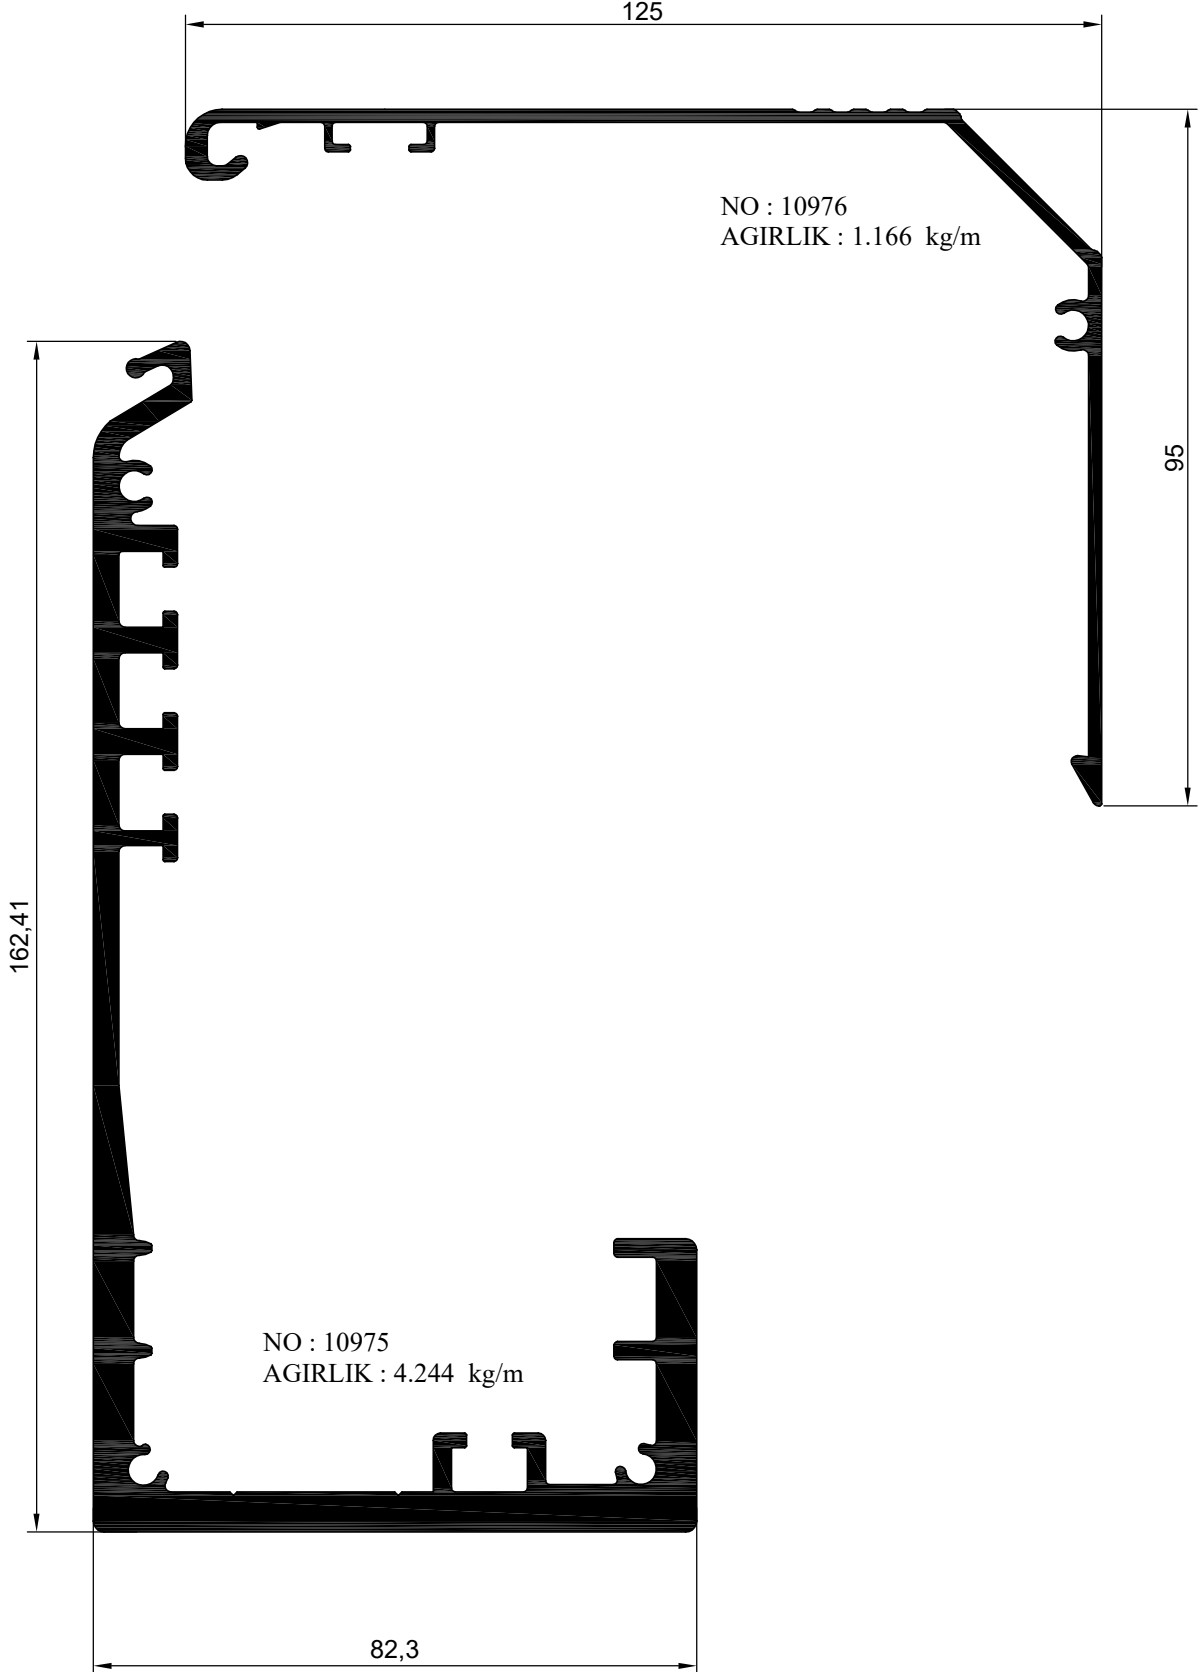 125
NO : 10976
AGIRLIK : 1.166 kg/m
95
162,41
NO : 10975
AGIRLIK : 4.244 kg/m
82,3